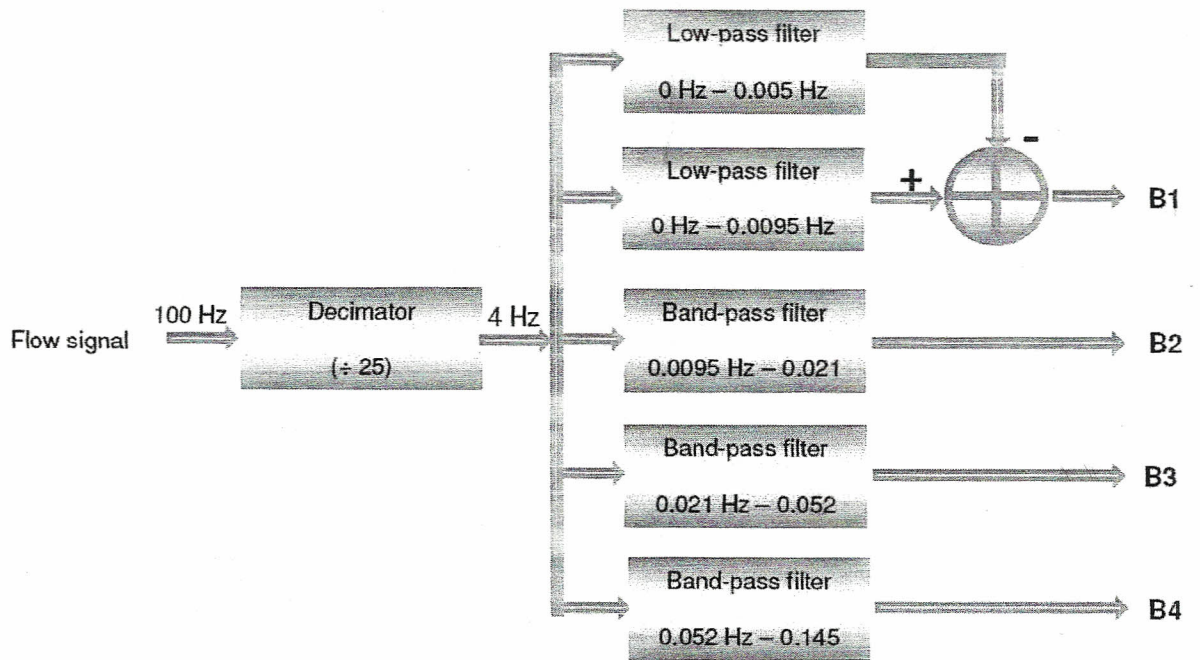 Low-pass filter
0 Hz – 0.005 Hz
-
Low-pass filter
0 Hz – 0.0095 Hz
+
B1
Flow signal
100 Hz
Decimator
(÷ 25)
4 Hz
Band-pass filter
0.0095 Hz – 0.021
B2
Band-pass filter
0.021 Hz – 0.052
B3
Band-pass filter
0.052 Hz – 0.145
B4